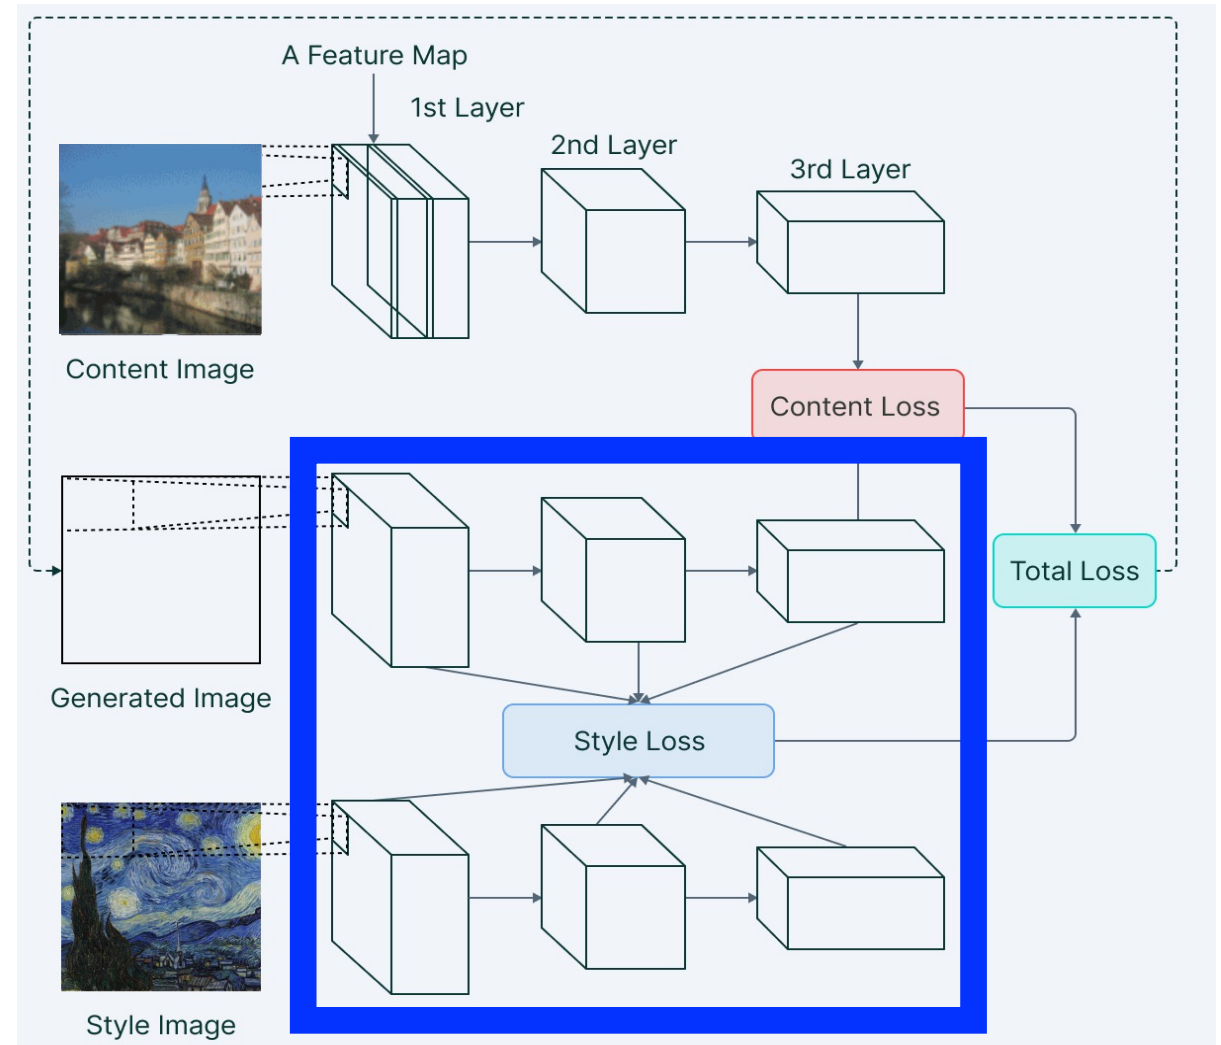 A Feature Map
1st Layer
2nd Layer
3rd Layer
Content Image
Content Loss
Total Loss
Generated Image
Style Loss
Style Image